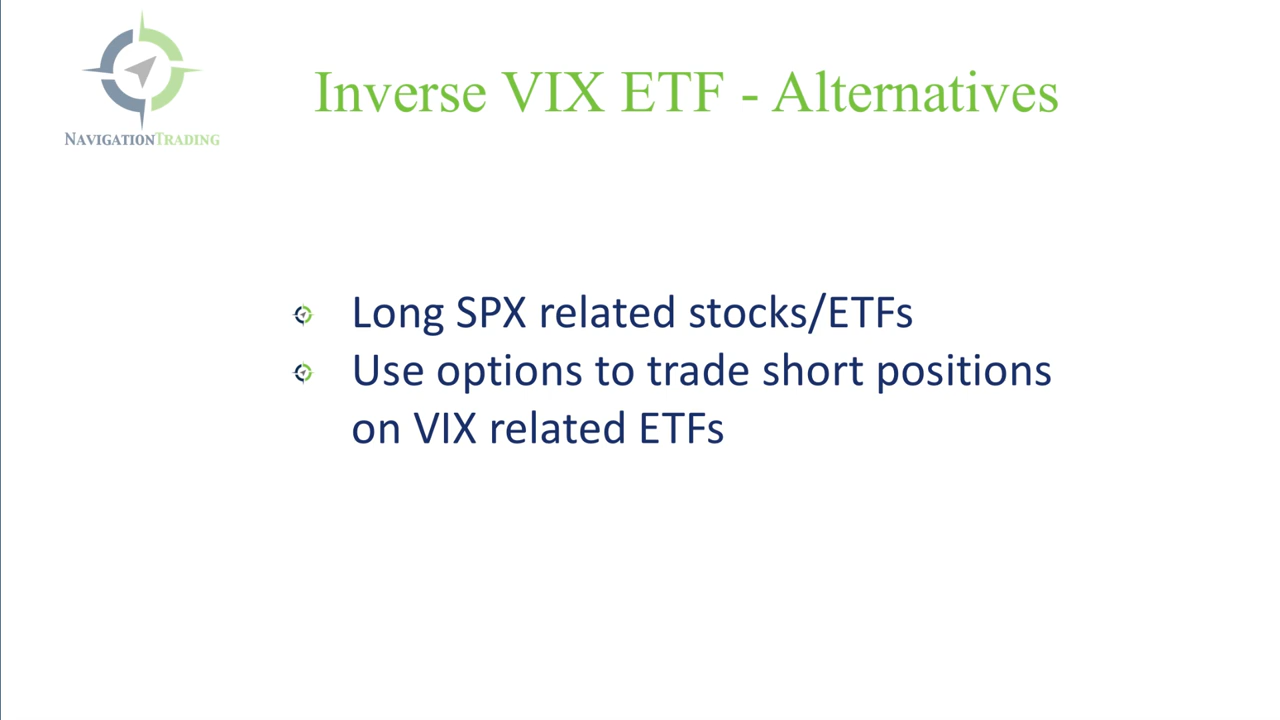 Inverse VIX ETF - Alternatives
NAVIGATIONTRADING
Long SPX related stocks/ETFs
Use options to trade short positions
on VIX related ETFs